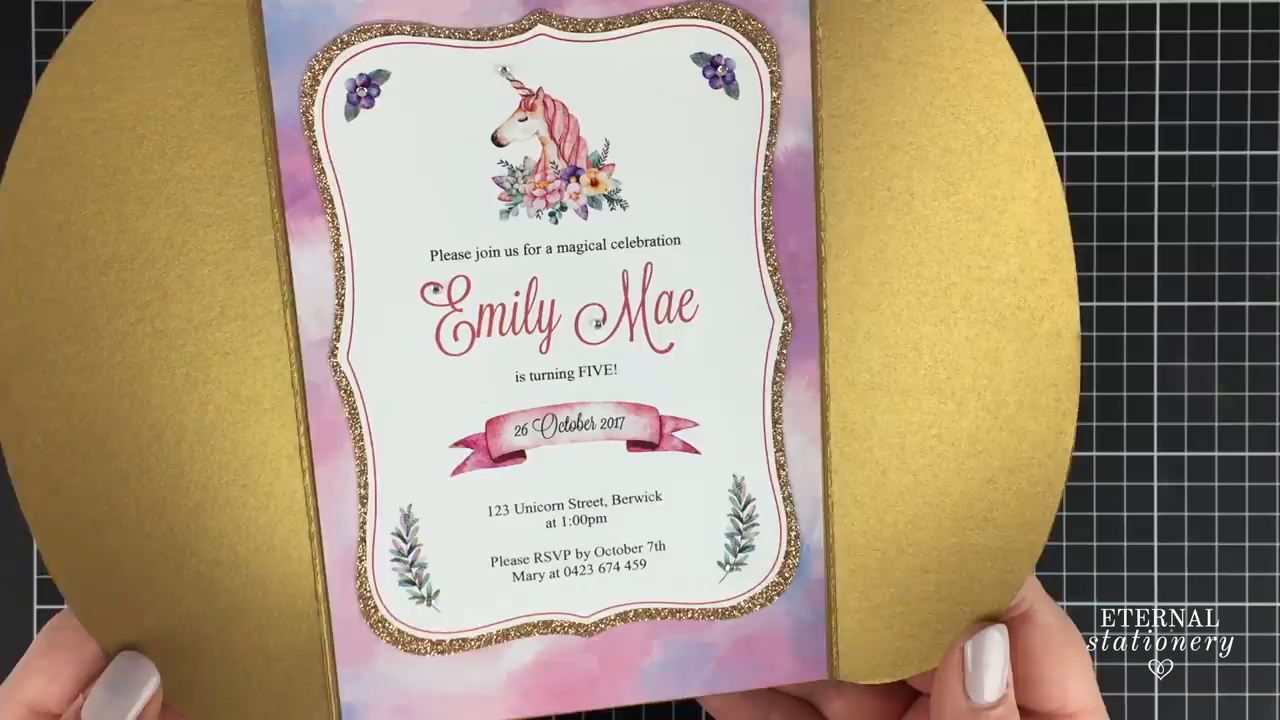 Please join us for a magical celebration
Emily Mae
is turning FIVE!
26 October 2017
123 Unicorn Street, Berwick
at 1:00pm
Please RSVP by October 7th
Mary at 0423 674 459
ETERNAL
stationery